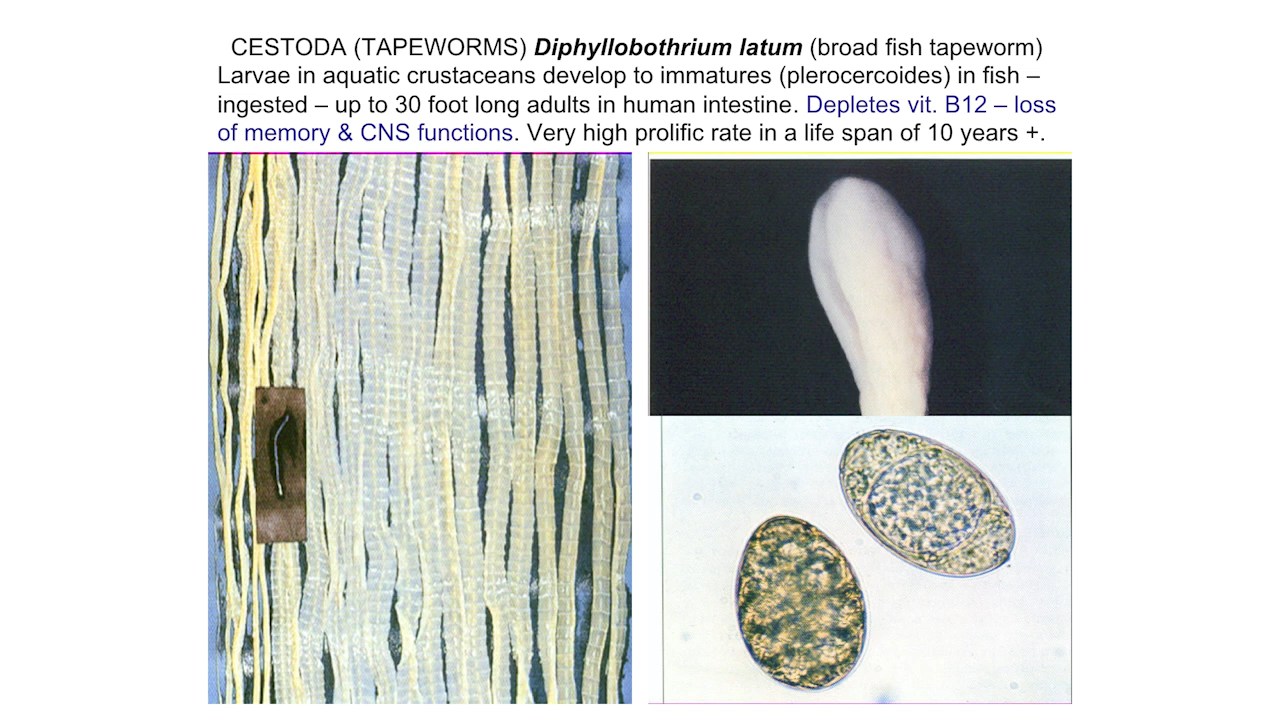 CESTODA (TAPEWORMS) Diphyllobothrium latum (broad fish tapeworm)
Larvae in aquatic crustaceans develop to immatures (plerocercoides) in fish –
ingested – up to 30 foot long adults in human intestine. Depletes vit. B12 – loss
of memory & CNS functions. Very high prolific rate in a life span of 10 years +.